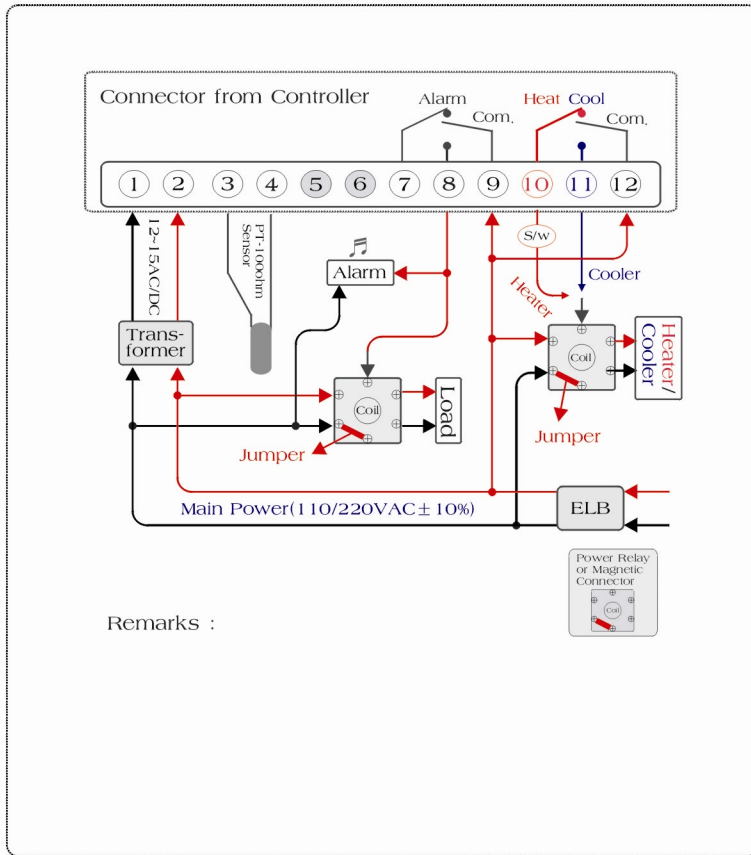 Connector from Controller
Alarm
Com.
Heat Cool
Com.
1 2 3 4 5 6 7 8 9 10 11 12
12~15AC/DC
PT-100ohm
Sensor
S/w
Alarm
Cooler
Heater
Trans-
former
Coil
Load
Coil
Heater/
Cooler
Jumper
Jumper
Main Power(110/220VAC±10%)
ELB
Power Relay
or Magnetic
Connector
Coil
Remarks :